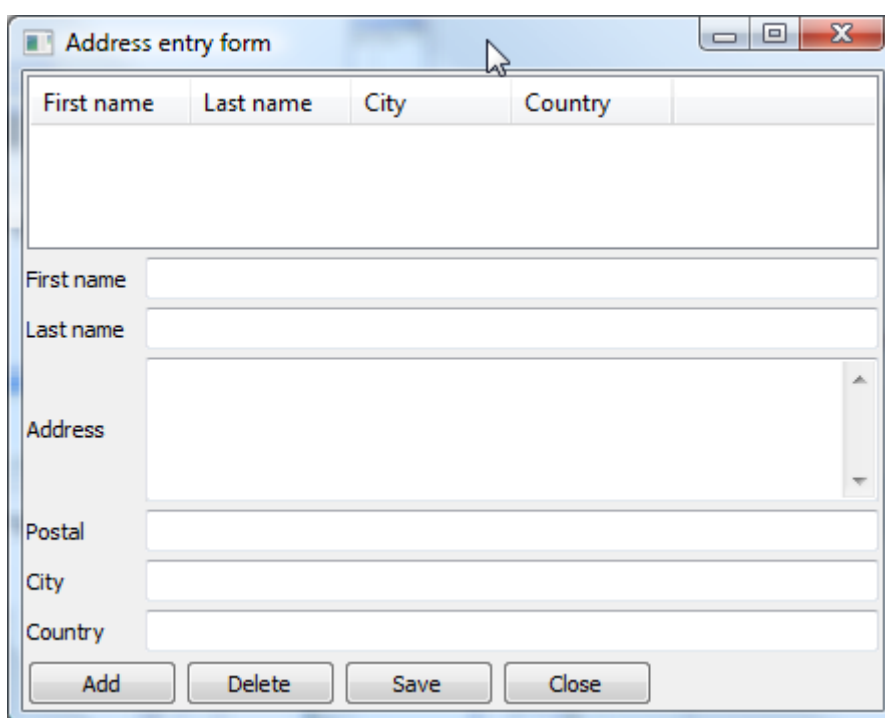 Address entry form
First name Last name City Country
First name
Last name
Address
Postal
City
Country
Add Delete Save Close